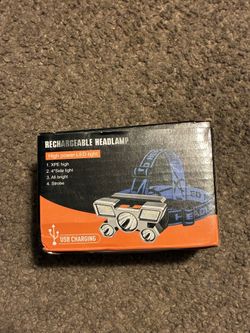 RECHARGEABLE HEADLAMP
High power LED light
1. XPE high
2. 4*Side light
3. All bright
4. Strobe
USB CHARGING